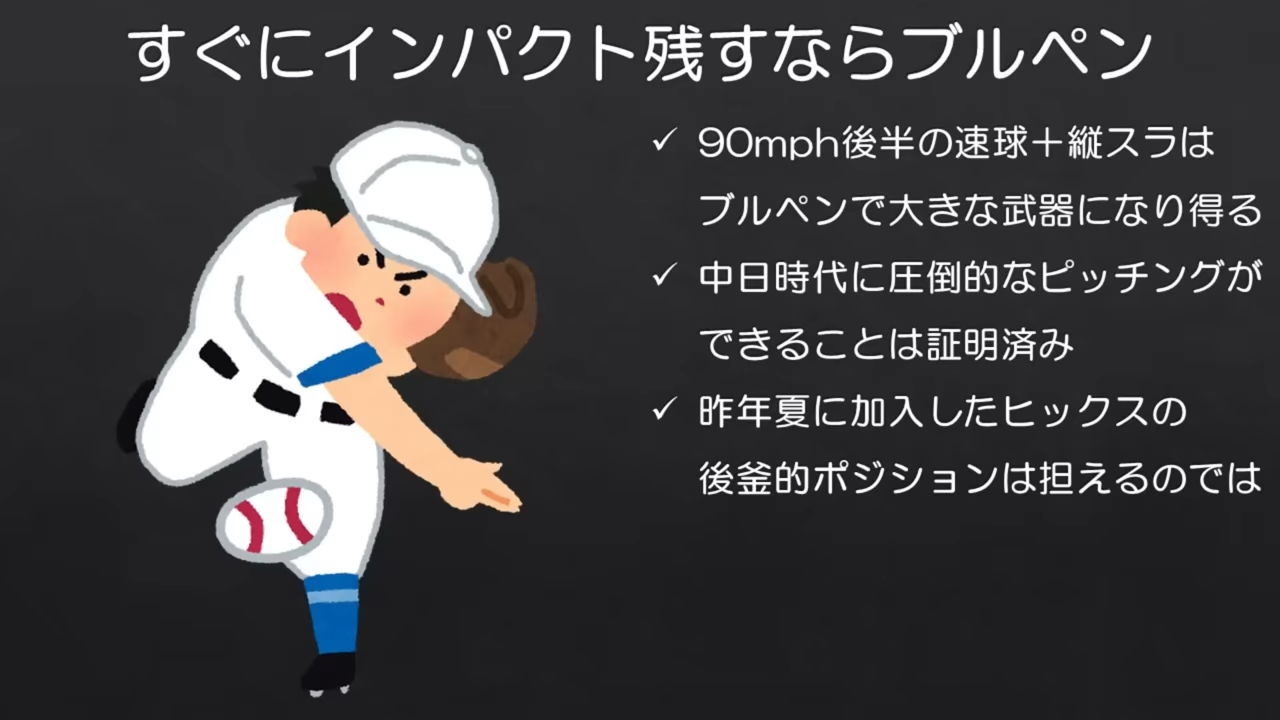 すぐにインパクト残すならブルペン
✓ 90mph後半の速球＋縦スラは
ブルペンで大きな武器になり得る
✓ 中日時代に圧倒的なピッチングが
できることは証明済み
✓ 昨年夏に加入したヒックスの
後釜的ポジションは担えるのでは